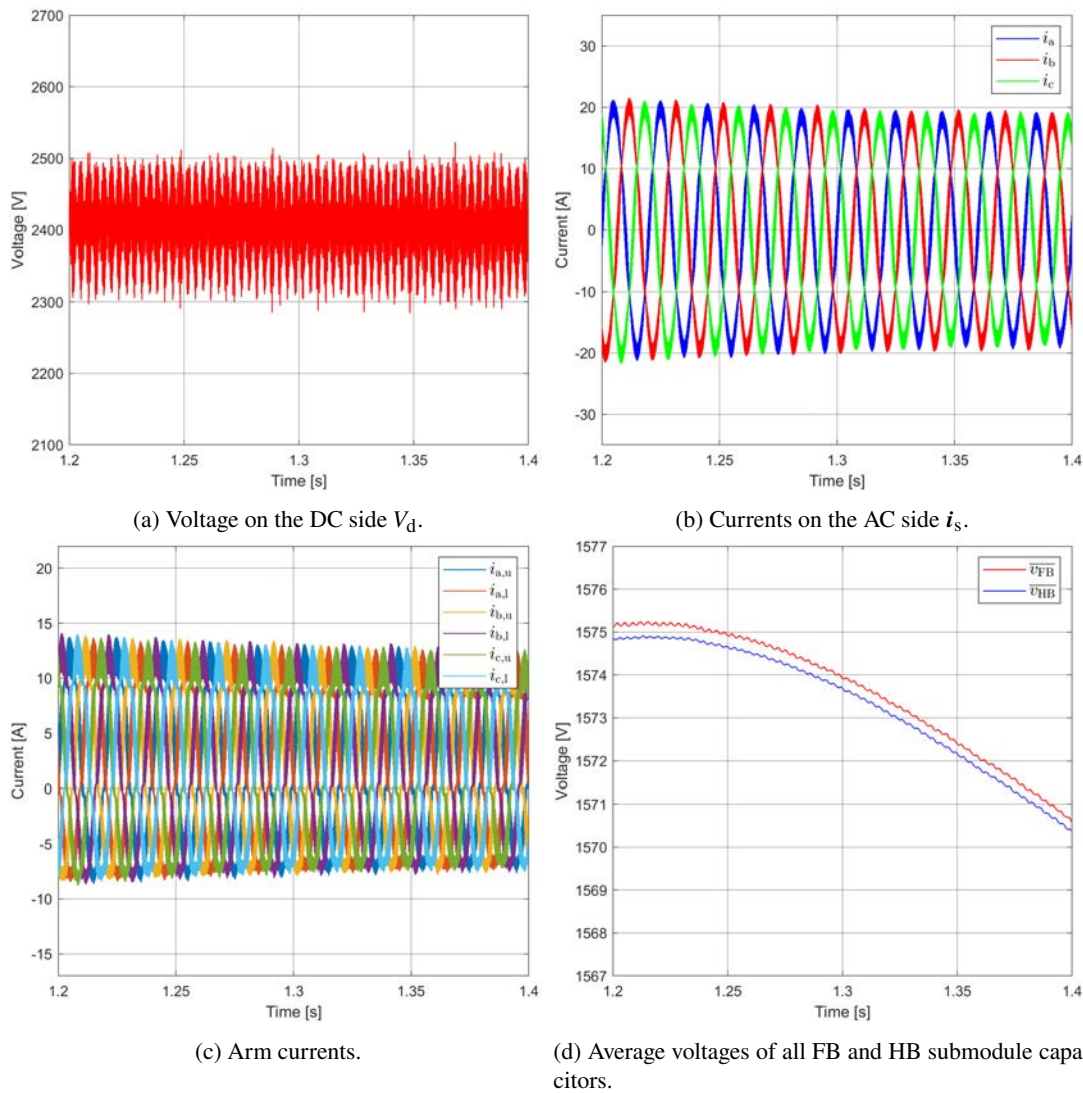 2700
2600
2500
2400
2300
2200
2100
Voltage [V]
1.2 1.25 1.3 1.35 1.4
Time [s]
(a) Voltage on the DC side Vd.
30
20
10
0
-10
-20
-30
Current [A]
ia
ib
ic
1.2 1.25 1.3 1.35 1.4
Time [s]
(b) Currents on the AC side is.
20
15
10
5
0
-5
-10
-15
Current [A]
ia,u
ia,l
ib,u
ib,l
ic,u
ic,l
1.2 1.25 1.3 1.35 1.4
Time [s]
(c) Arm currents.
1577
1576
1575
1574
1573
1572
1571
1570
1569
1568
1567
Voltage [V]
vFB
vHB
1.2 1.25 1.3 1.35 1.4
Time [s]
(d) Average voltages of all FB and HB submodule capa
citors.